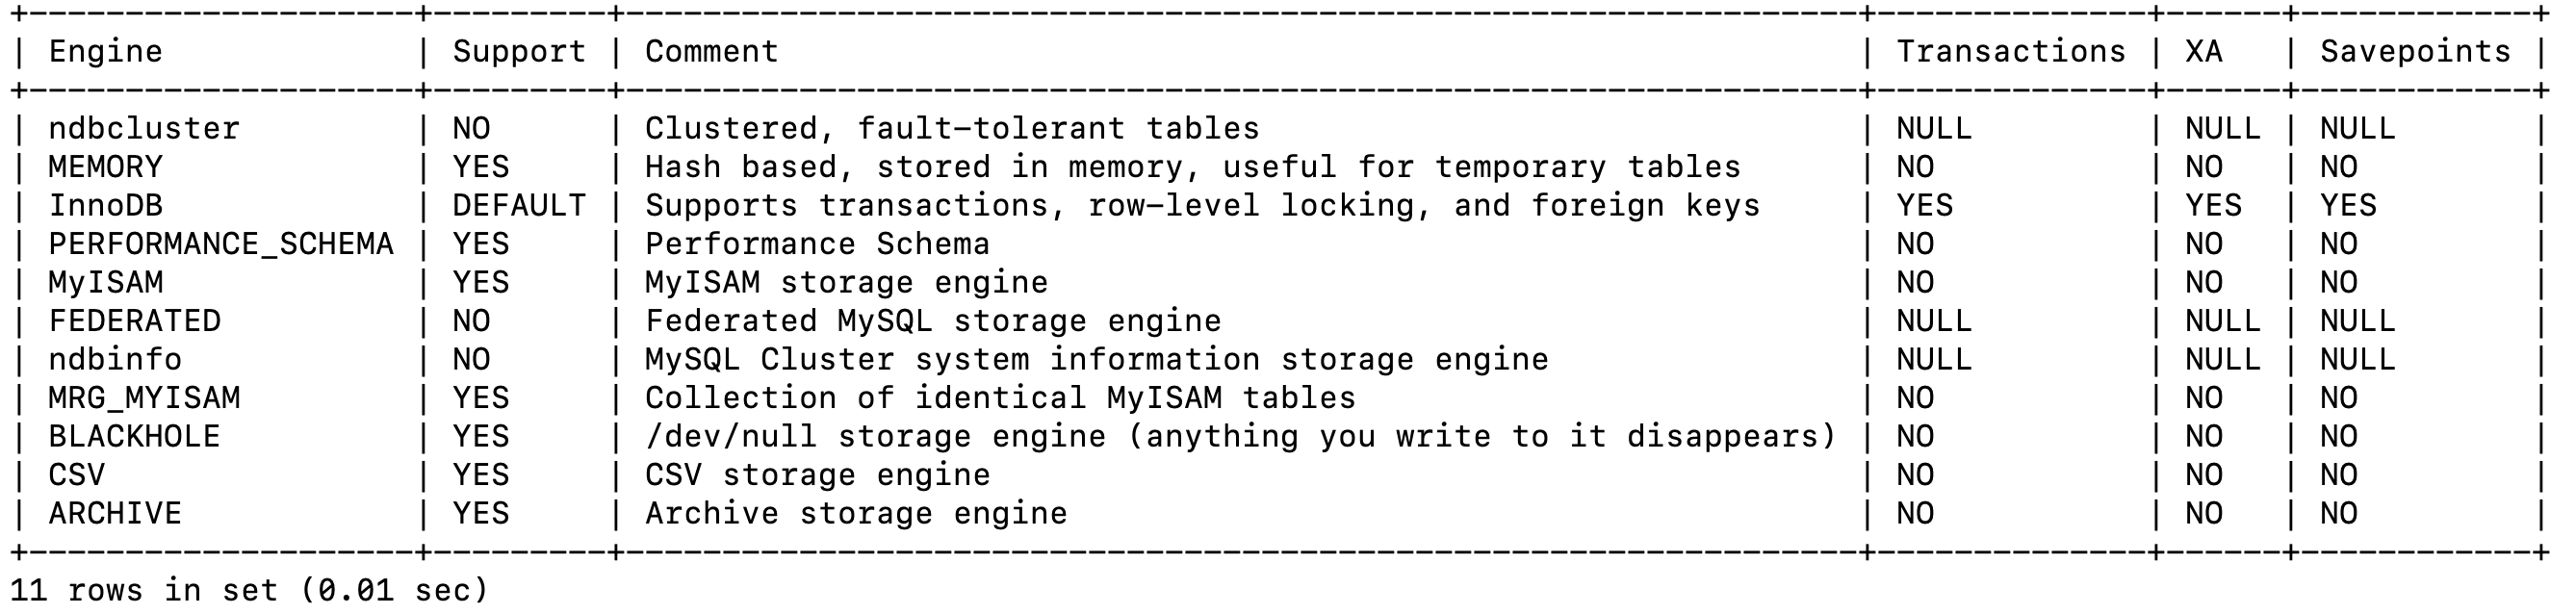 +---------------------+---------+----------------------------------------------------------------+--------------+------+------------+
| Engine              | Support | Comment                                                        | Transactions | XA   | Savepoints |
+---------------------+---------+----------------------------------------------------------------+--------------+------+------------+
| ndbcluster          | NO      | Clustered, fault-tolerant tables                               | NULL         | NULL | NULL       |
| MEMORY              | YES     | Hash based, stored in memory, useful for temporary tables      | NO           | NO   | NO         |
| InnoDB              | DEFAULT | Supports transactions, row-level locking, and foreign keys     | YES          | YES  | YES        |
| PERFORMANCE_SCHEMA  | YES     | Performance Schema                                             | NO           | NO   | NO         |
| MyISAM              | YES     | MyISAM storage engine                                          | NO           | NO   | NO         |
| FEDERATED           | NO      | Federated MySQL storage engine                                 | NULL         | NULL | NULL       |
| ndbinfo             | NO      | MySQL Cluster system information storage engine                | NULL         | NULL | NULL       |
| MRG_MYISAM          | YES     | Collection of identical MyISAM tables                          | NO           | NO   | NO         |
| BLACKHOLE           | YES     | /dev/null storage engine (anything you write to it disappears) | NO           | NO   | NO         |
| CSV                 | YES     | CSV storage engine                                             | NO           | NO   | NO         |
| ARCHIVE             | YES     | Archive storage engine                                         | NO           | NO   | NO         |
+---------------------+---------+----------------------------------------------------------------+--------------+------+------------+
11 rows in set (0.01 sec)